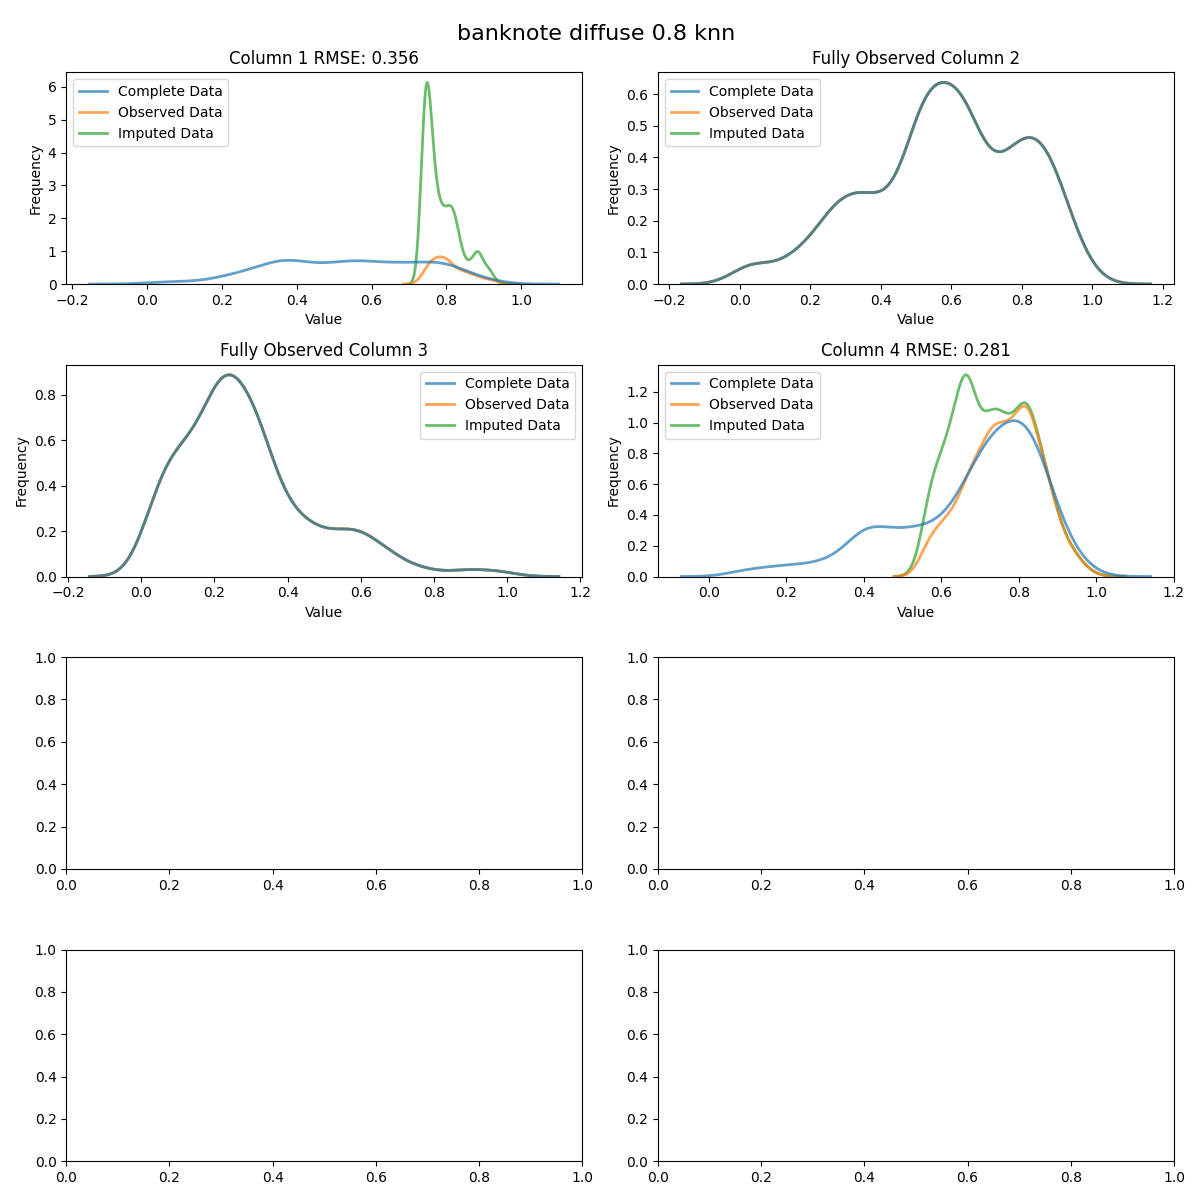 banknote diffuse 0.8 knn
Column 1 RMSE: 0.356
Complete Data
Observed Data
Imputed Data
Frequency
6
5
4
3
2
1
0
−0.2 0.0 0.2 0.4 0.6 0.8 1.0
Value
Fully Observed Column 2
Complete Data
Observed Data
Imputed Data
Frequency
0.6
0.5
0.4
0.3
0.2
0.1
0.0
−0.2 0.0 0.2 0.4 0.6 0.8 1.0 1.2
Value
Fully Observed Column 3
Complete Data
Observed Data
Imputed Data
Frequency
0.8
0.6
0.4
0.2
0.0
−0.2 0.0 0.2 0.4 0.6 0.8 1.0 1.2
Value
Column 4 RMSE: 0.281
Complete Data
Observed Data
Imputed Data
Frequency
1.2
1.0
0.8
0.6
0.4
0.2
0.0
0.0 0.2 0.4 0.6 0.8 1.0 1.2
Value
1.0
0.8
0.6
0.4
0.2
0.0
0.0 0.2 0.4 0.6 0.8 1.0
1.0
0.8
0.6
0.4
0.2
0.0
0.0 0.2 0.4 0.6 0.8 1.0
1.0
0.8
0.6
0.4
0.2
0.0
0.0 0.2 0.4 0.6 0.8 1.0
1.0
0.8
0.6
0.4
0.2
0.0
0.0 0.2 0.4 0.6 0.8 1.0